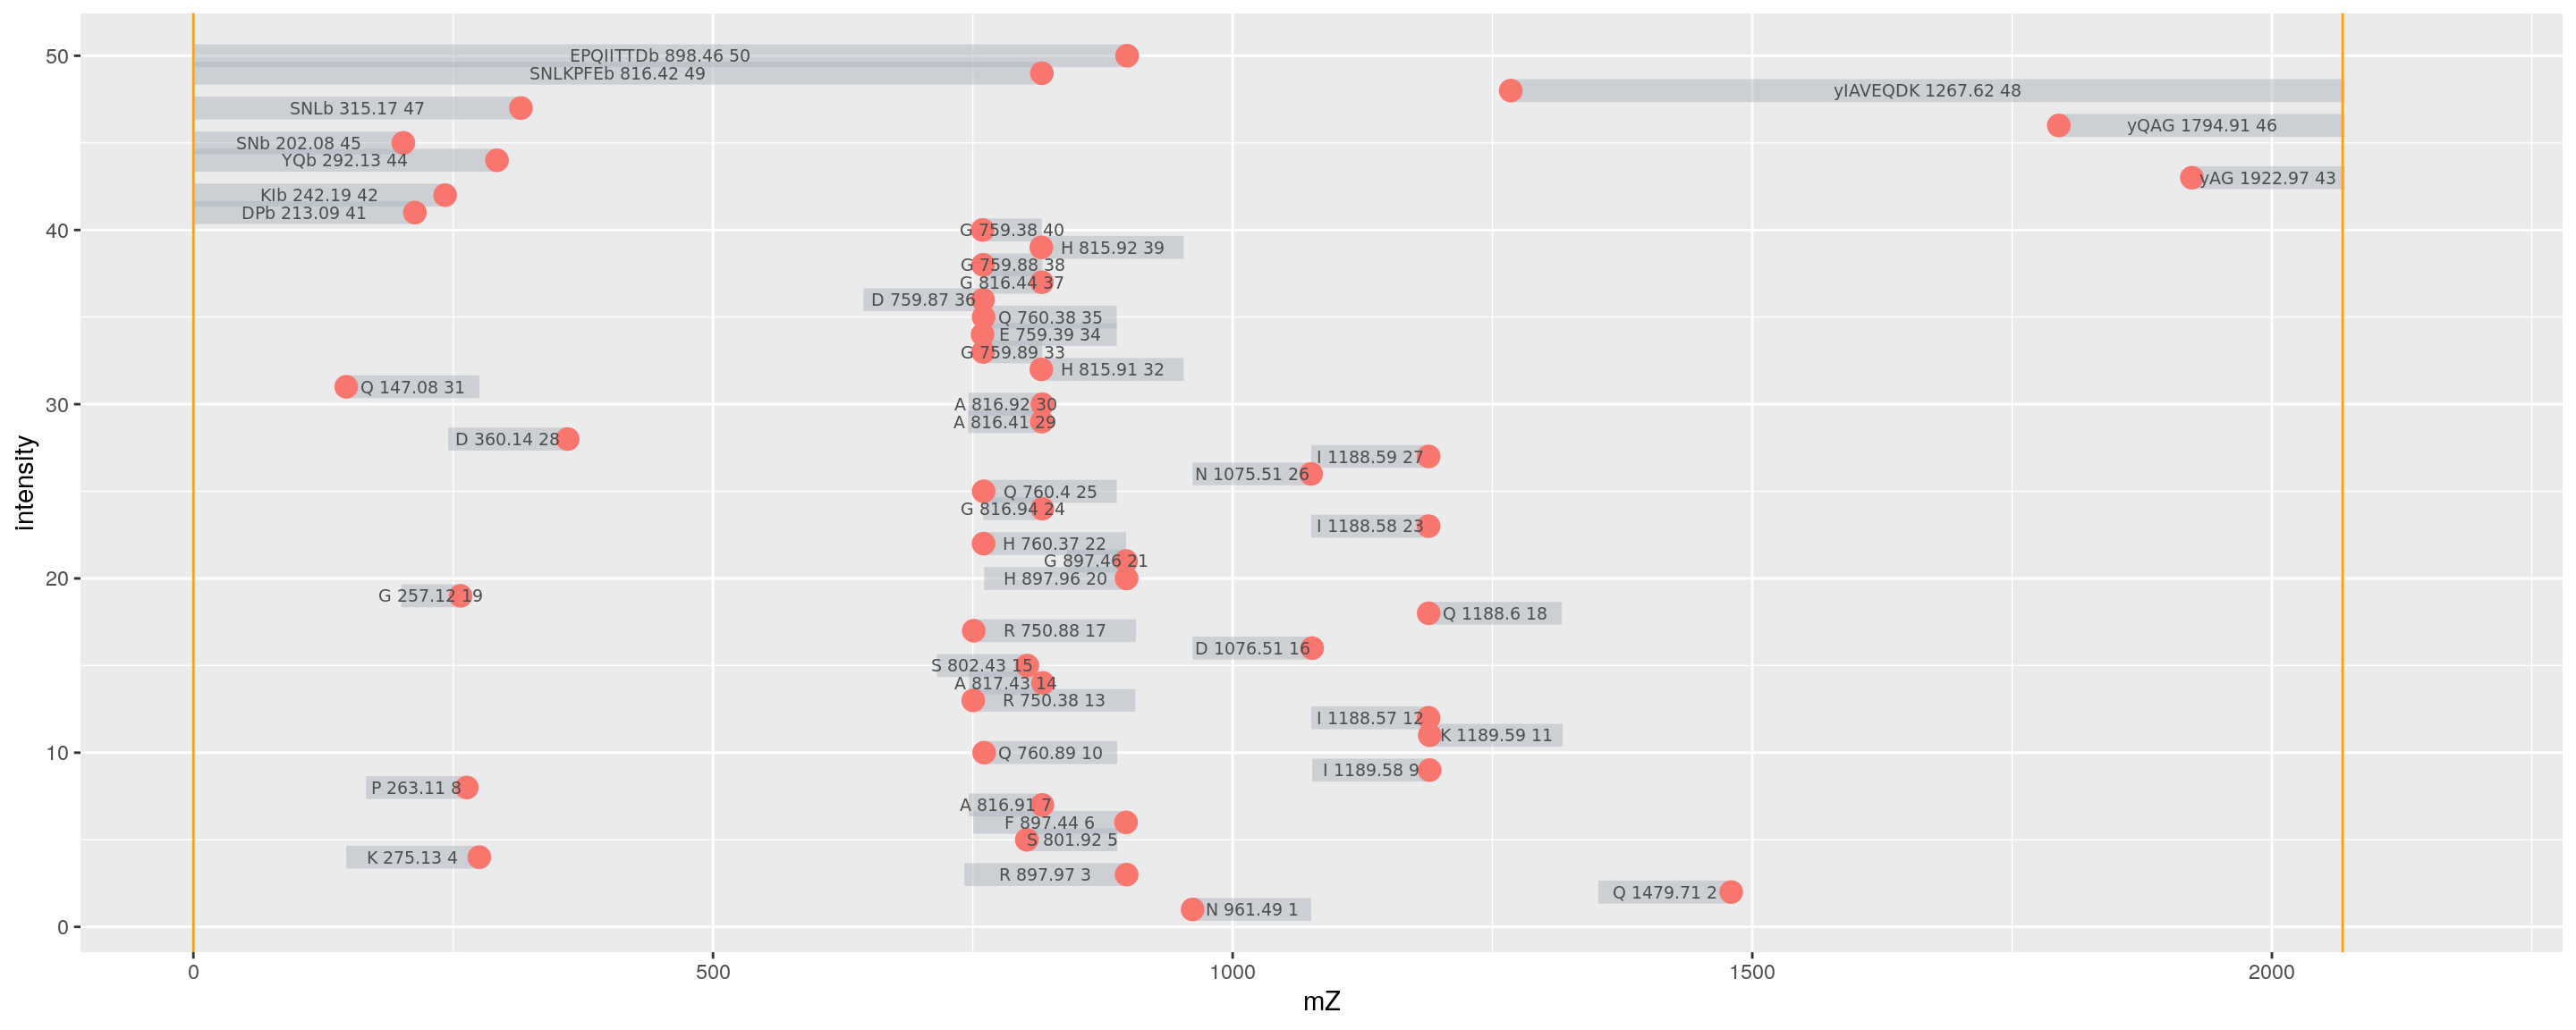 50
EPQIITTDb 898.46 50
SNLKPFEb 816.42 49
yIAVEQDK 1267.62 48
SNLb 315.17 47
yQAG 1794.91 46
SNb 202.08 45
YQb 292.13 44
yAG 1922.97 43
KIb 242.19 42
DPb 213.09 41
40
G 759.38 40
H 815.92 39
G 759.88 38
G 816.44 37
D 759.87 36
Q 760.38 35
E 759.39 34
G 759.89 33
H 815.91 32
Q 147.08 31
30
A 816.92 30
A 816.41 29
D 360.14 28
I 1188.59 27
N 1075.51 26
Q 760.4 25
G 816.94 24
I 1188.58 23
H 760.37 22
G 897.46 21
20
H 897.96 20
G 257.12 19
Q 1188.6 18
R 750.88 17
D 1076.51 16
S 802.43 15
A 817.43 14
R 750.38 13
I 1188.57 12
K 1189.59 11
10
Q 760.89 10
I 1189.58 9
P 263.11 8
A 816.91 7
F 897.44 6
S 801.92 5
K 275.13 4
R 897.97 3
Q 1479.71 2
N 961.49 1
0
intensity
0 500 1000 1500 2000
mZ